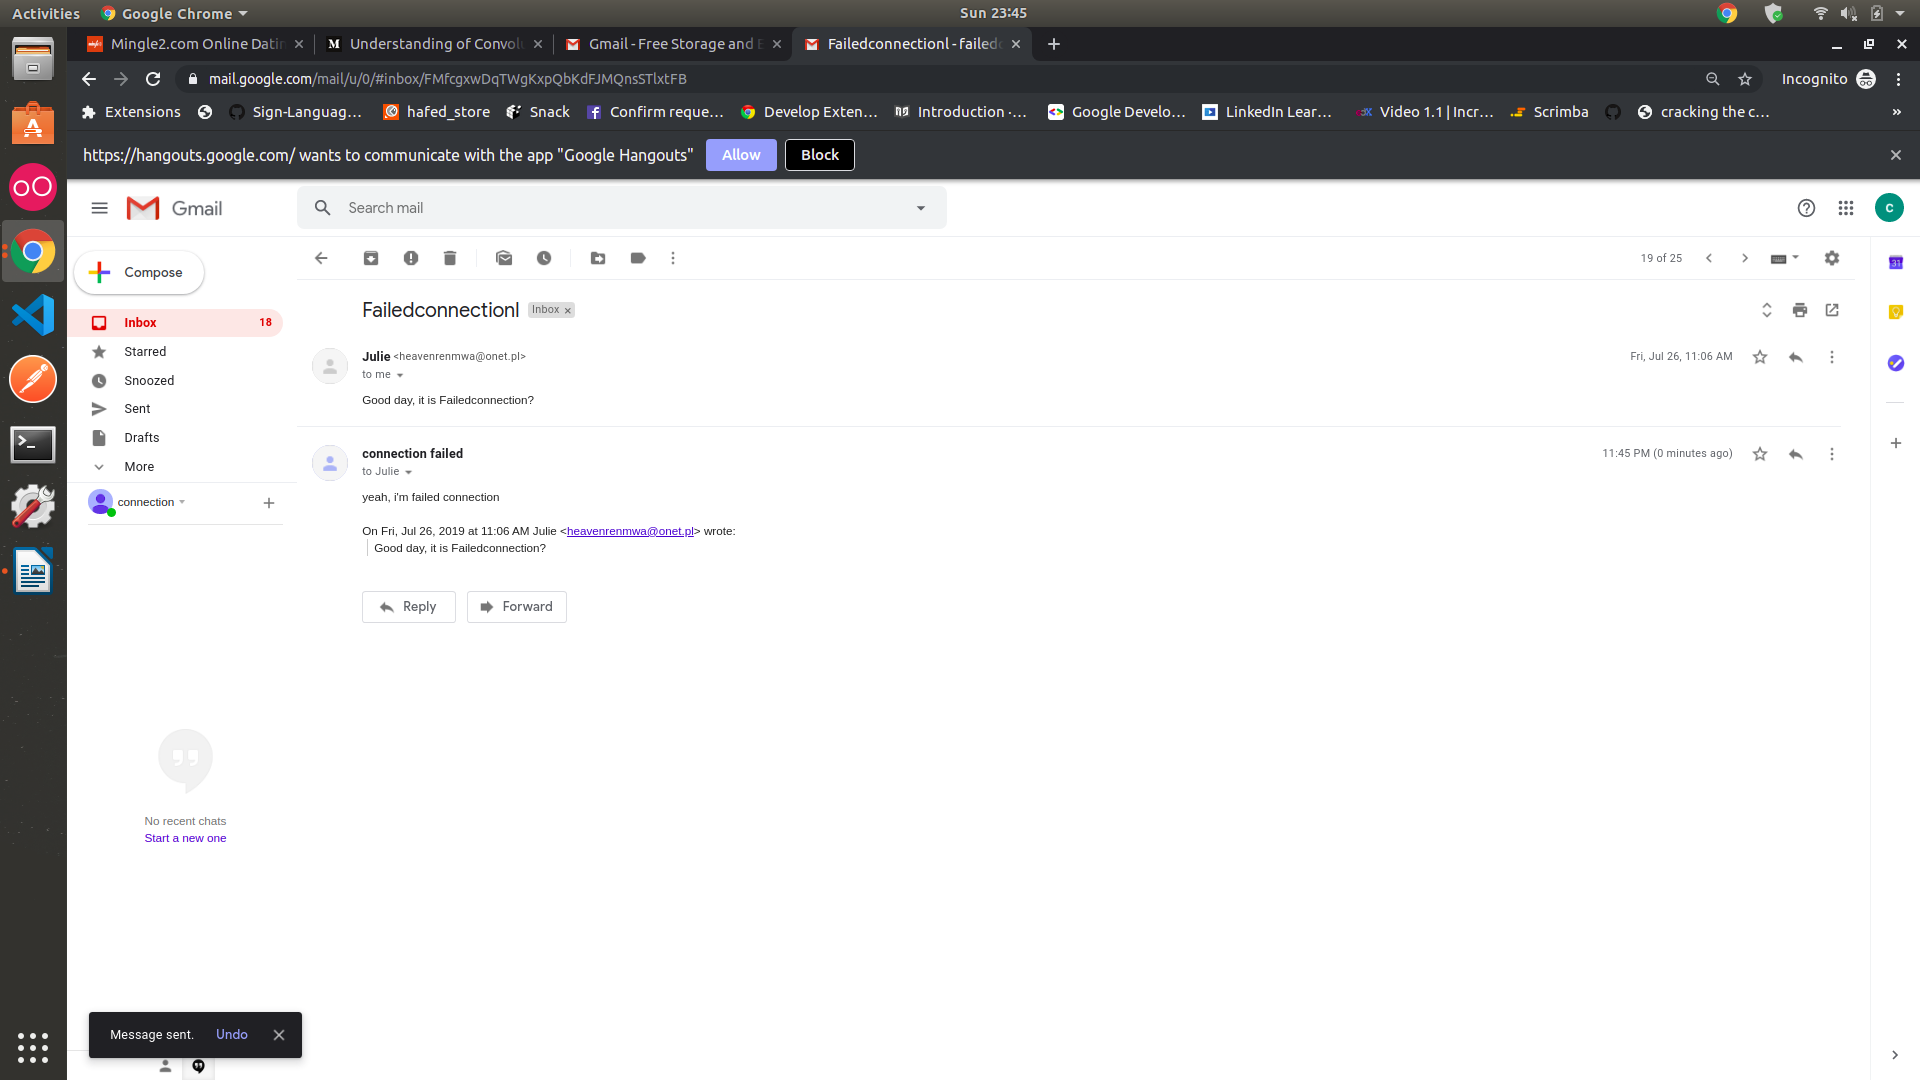 Activities
Google Chrome
Sun 23:45
Mingle2.com Online Datin
Understanding of Convolu
Gmail - Free Storage and E
Failedconnectionl - failedc
mail.google.com/mail/u/0/#inbox/FMfcgxwDqTWgKxpQbKdFJMQnsSTlxtFB
Incognito
Extensions
Sign-Languag...
hafed_store
Snack
Confirm reque...
Develop Exten...
Introduction ·...
Google Develo...
LinkedIn Lear...
Video 1.1 | Incr...
Scrimba
cracking the c...
»
https://hangouts.google.com/ wants to communicate with the app "Google Hangouts"
Allow
Block
Gmail
Search mail
C
Compose
19 of 25
Failedconnectionl
Inbox x
Inbox 18
Starred
Snoozed
Sent
Drafts
More
connection
Julie <heavenrenmwa@onet.pl>
Fri, Jul 26, 11:06 AM
to me
Good day, it is Failedconnection?
connection failed
11:45 PM (0 minutes ago)
to Julie
yeah, i'm failed connection
On Fri, Jul 26, 2019 at 11:06 AM Julie <heavenrenmwa@onet.pl> wrote:
Good day, it is Failedconnection?
Reply
Forward
31
No recent chats
Start a new one
Message sent.
Undo